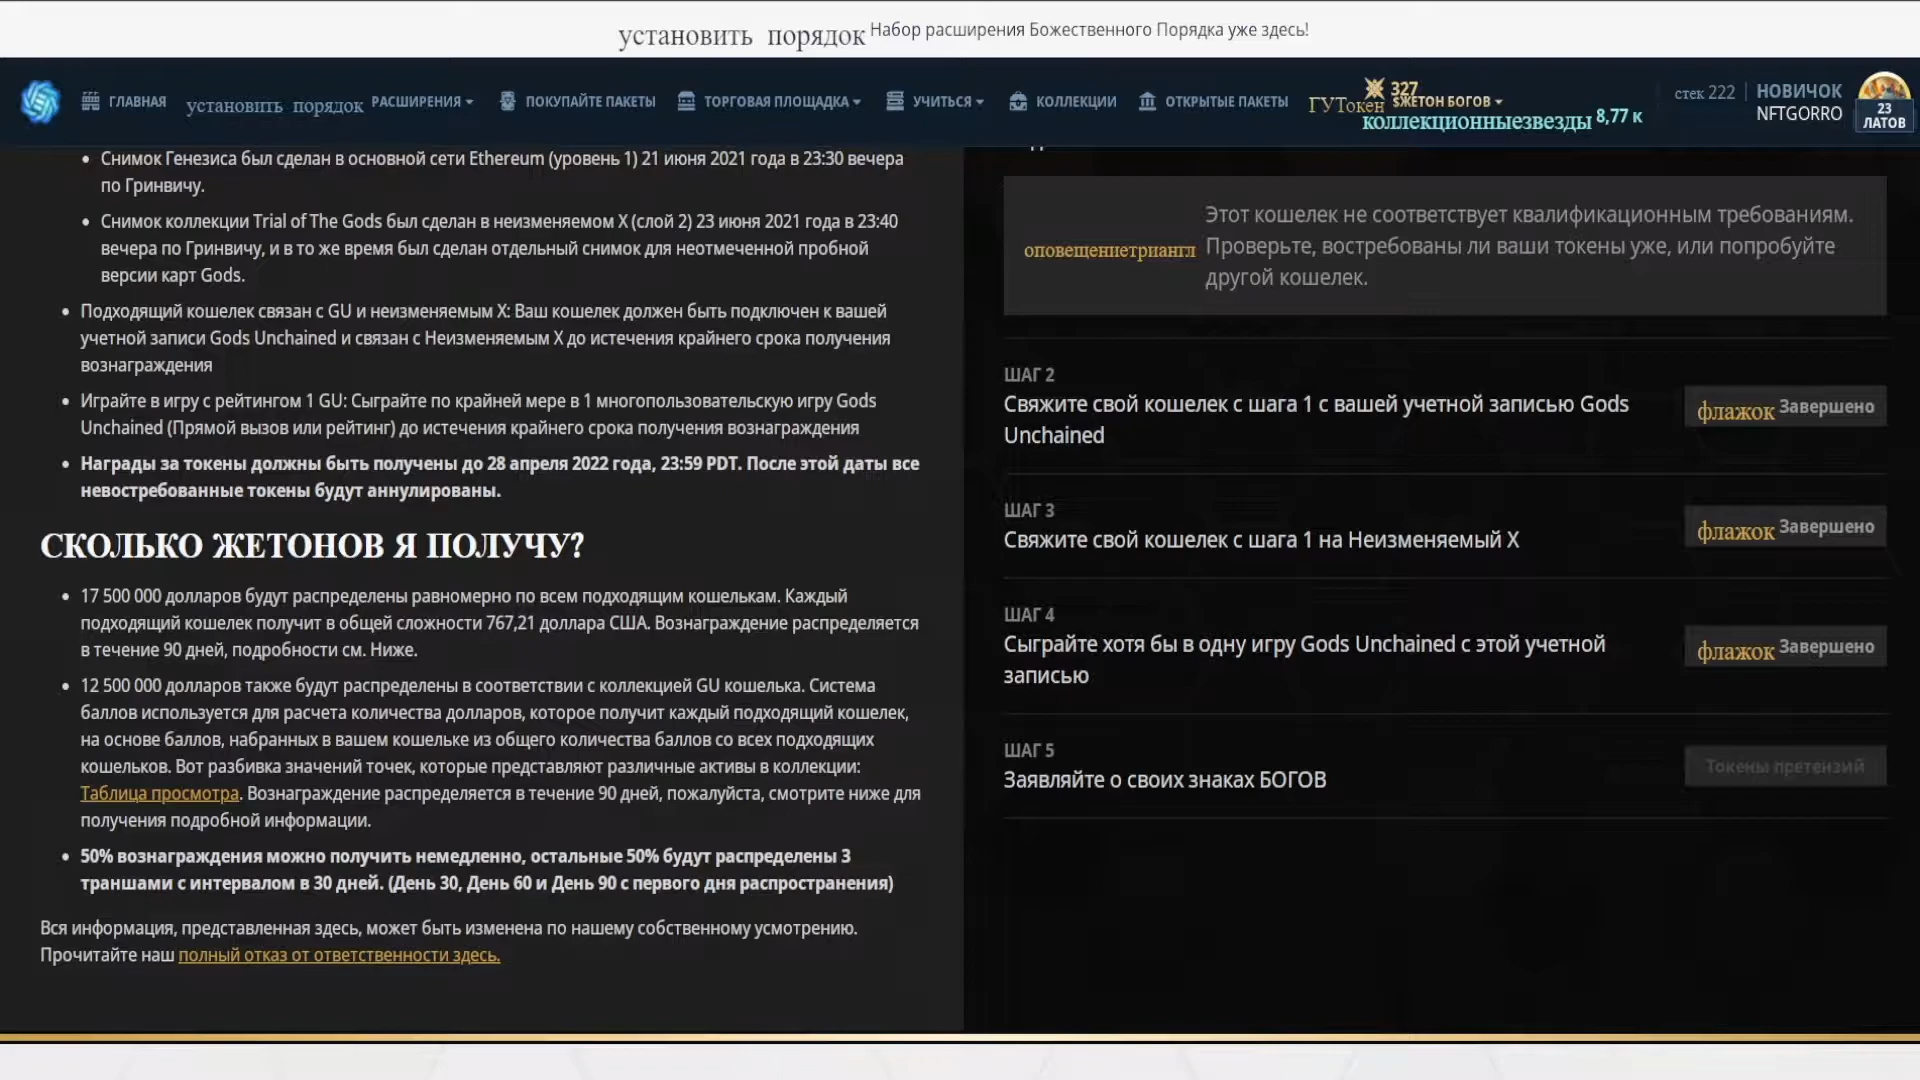 установить порядок Набор расширения Божественного Порядка уже здесь!
ГЛАВНАЯ установить порядок РАСШИРЕНИЯ ПОКУПАЙТЕ ПАКЕТЫ ТОРГОВАЯ ПЛОЩАДКА УЧИТЬСЯ КОЛЛЕКЦИИ ОТКРЫТЫЕ ПАКЕТЫ
327
ГУТокен $ЖЕТОН БОГОВ
коллекционныезвезды 8,77 к
стек 222
НОВИЧОК
NFTGORRO
23
ЛАТОВ
• Снимок Генезиса был сделан в основной сети Ethereum (уровень 1) 21 июня 2021 года в 23:30 вечера
по Гринвичу.
• Снимок коллекции Trial of The Gods был сделан в неизменяемом X (слой 2) 23 июня 2021 года в 23:40
вечера по Гринвичу, и в то же время был сделан отдельный снимок для неотмеченной пробной
версии карт Gods.
• Подходящий кошелек связан с GU и неизменяемым X: Ваш кошелек должен быть подключен к вашей
учетной записи Gods Unchained и связан с Неизменяемым X до истечения крайнего срока получения
вознаграждения
• Играйте в игру с рейтингом 1 GU: Сыграйте по крайней мере в 1 многопользовательскую игру Gods
Unchained (Прямой вызов или рейтинг) до истечения крайнего срока получения вознаграждения
• Награды за токены должны быть получены до 28 апреля 2022 года, 23:59 PDT. После этой даты все
невостребованные токены будут аннулированы.
СКОЛЬКО ЖЕТОНОВ Я ПОЛУЧУ?
• 17 500 000 долларов будут распределены равномерно по всем подходящим кошелькам. Каждый
подходящий кошелек получит в общей сложности 767,21 доллара США. Вознаграждение распределяется
в течение 90 дней, подробности см. Ниже.
• 12 500 000 долларов также будут распределены в соответствии с коллекцией GU кошелька. Система
баллов используется для расчета количества долларов, которое получит каждый подходящий кошелек,
на основе баллов, набранных в вашем кошельке из общего количества баллов со всех подходящих
кошельков. Вот разбивка значений точек, которые представляют различные активы в коллекции:
Таблица просмотра. Вознаграждение распределяется в течение 90 дней, пожалуйста, смотрите ниже для
получения подробной информации.
• 50% вознаграждения можно получить немедленно, остальные 50% будут распределены 3
траншами с интервалом в 30 дней. (День 30, День 60 и День 90 с первого дня распространения)
Вся информация, представленная здесь, может быть изменена по нашему собственному усмотрению.
Прочитайте наш полный отказ от ответственности здесь.
оповещениетриангл
Этот кошелек не соответствует квалификационным требованиям.
Проверьте, востребованы ли ваши токены уже, или попробуйте
другой кошелек.
ШАГ 2
Свяжите свой кошелек с шага 1 с вашей учетной записью Gods
Unchained
флажок Завершено
ШАГ 3
Свяжите свой кошелек с шага 1 на Неизменяемый X
флажок Завершено
ШАГ 4
Сыграйте хотя бы в одну игру Gods Unchained с этой учетной
записью
флажок Завершено
ШАГ 5
Заявляйте о своих знаках БОГОВ
Токены претензий